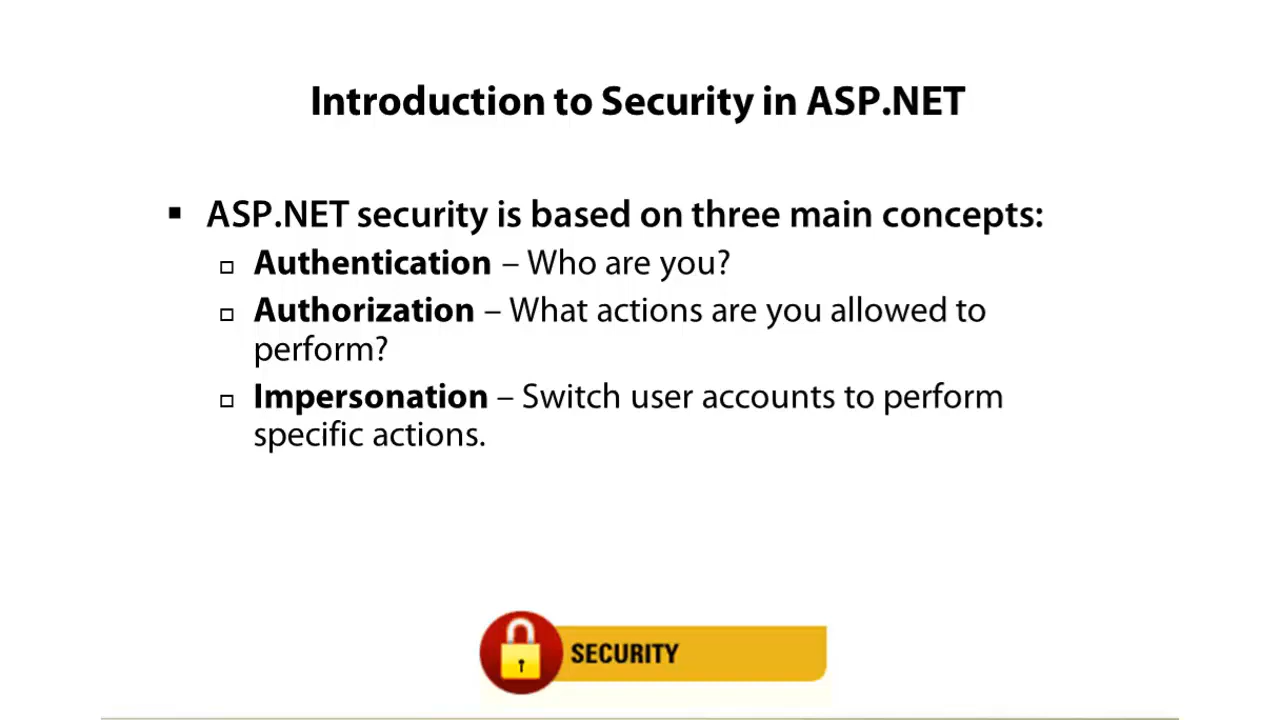 Introduction to Security in ASP.NET
▪ ASP.NET security is based on three main concepts:
□ Authentication – Who are you?
□ Authorization – What actions are you allowed to
perform?
□ Impersonation – Switch user accounts to perform
specific actions.
SECURITY